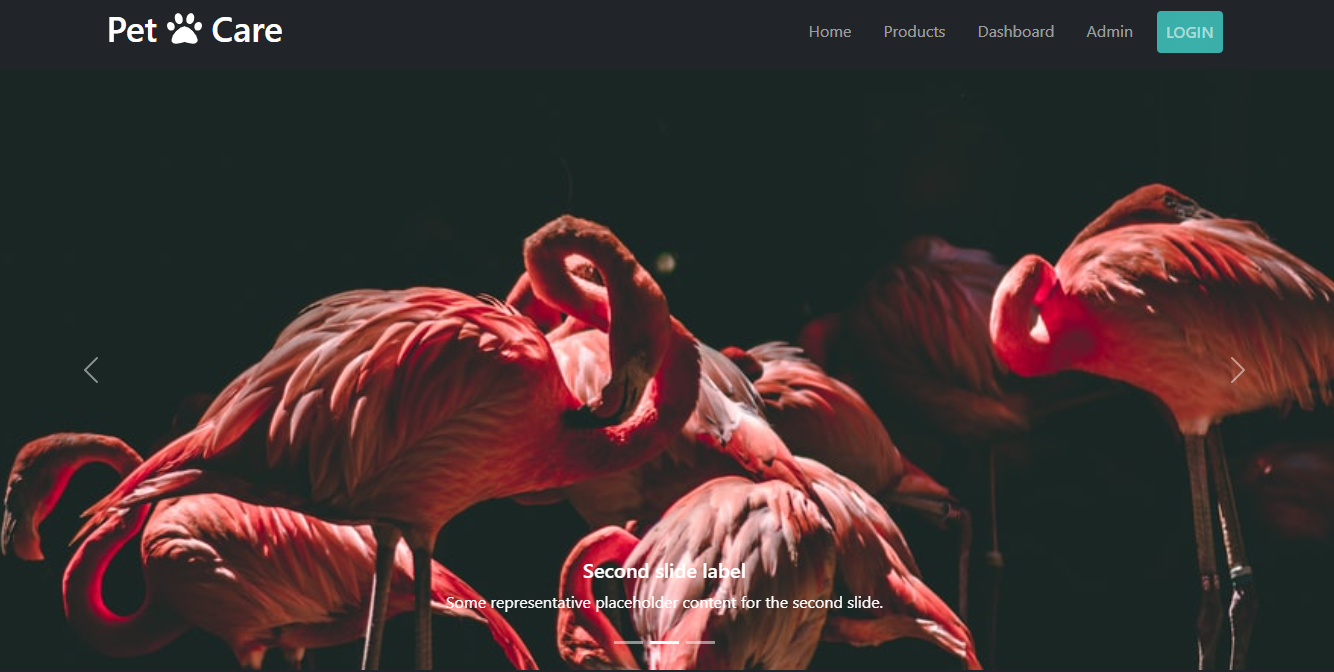 Pet Care
Home Products Dashboard Admin LOGIN
Second slide label
Some representative placeholder content for the second slide.